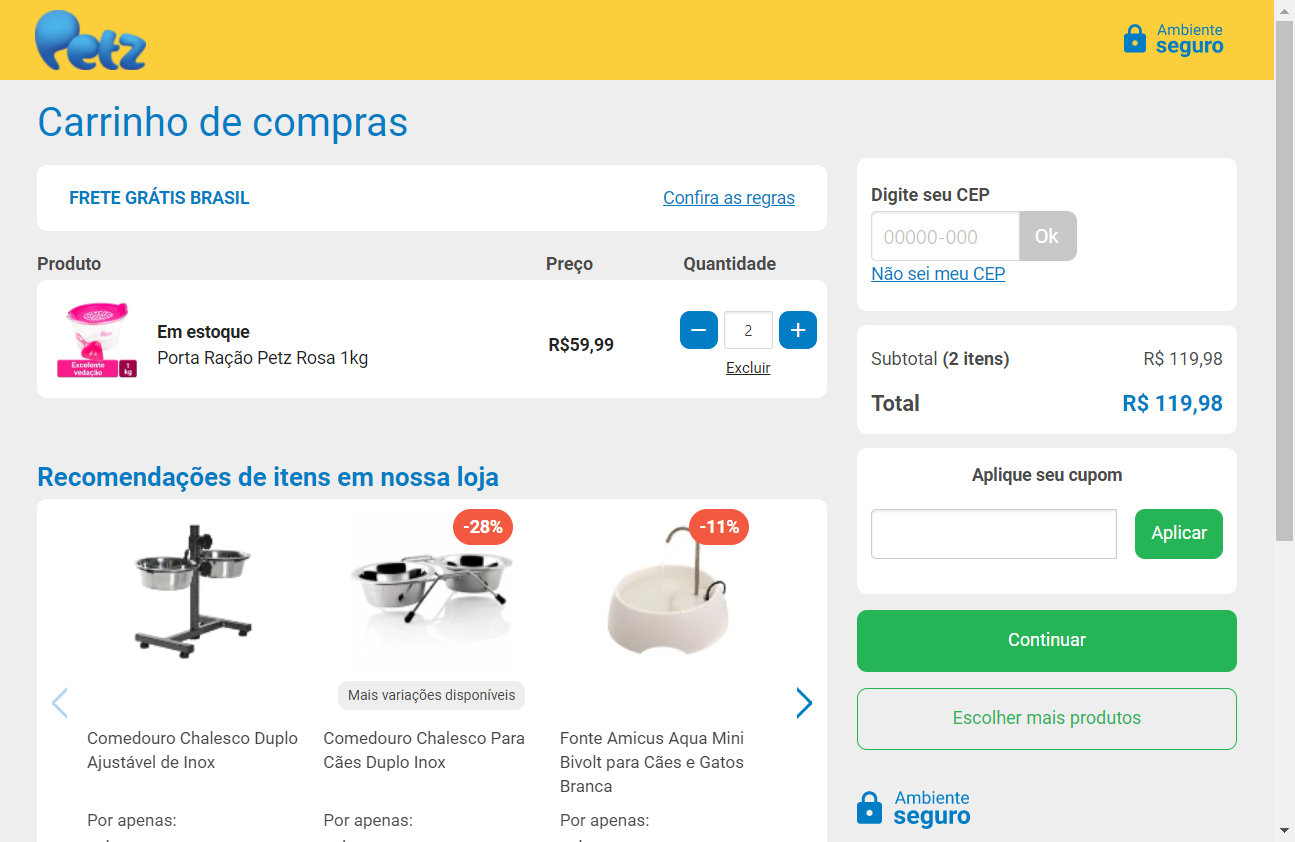 Petz
Ambiente
seguro
Carrinho de compras
FRETE GRÁTIS BRASIL
Confira as regras
Produto
Preço
Quantidade
Excelente
vedação
1
kg
Em estoque
Porta Ração Petz Rosa 1kg
R$59,99
2
Excluir
Digite seu CEP
00000-000
Ok
Não sei meu CEP
Subtotal (2 itens)
R$ 119,98
Total
R$ 119,98
Aplique seu cupom
Aplicar
Continuar
Escolher mais produtos
Ambiente
seguro
Recomendações de itens em nossa loja
-28%
-11%
Mais variações disponíveis
Comedouro Chalesco Duplo
Ajustável de Inox
Comedouro Chalesco Para
Cães Duplo Inox
Fonte Amicus Aqua Mini
Bivolt para Cães e Gatos
Branca
Por apenas:
Por apenas:
Por apenas: